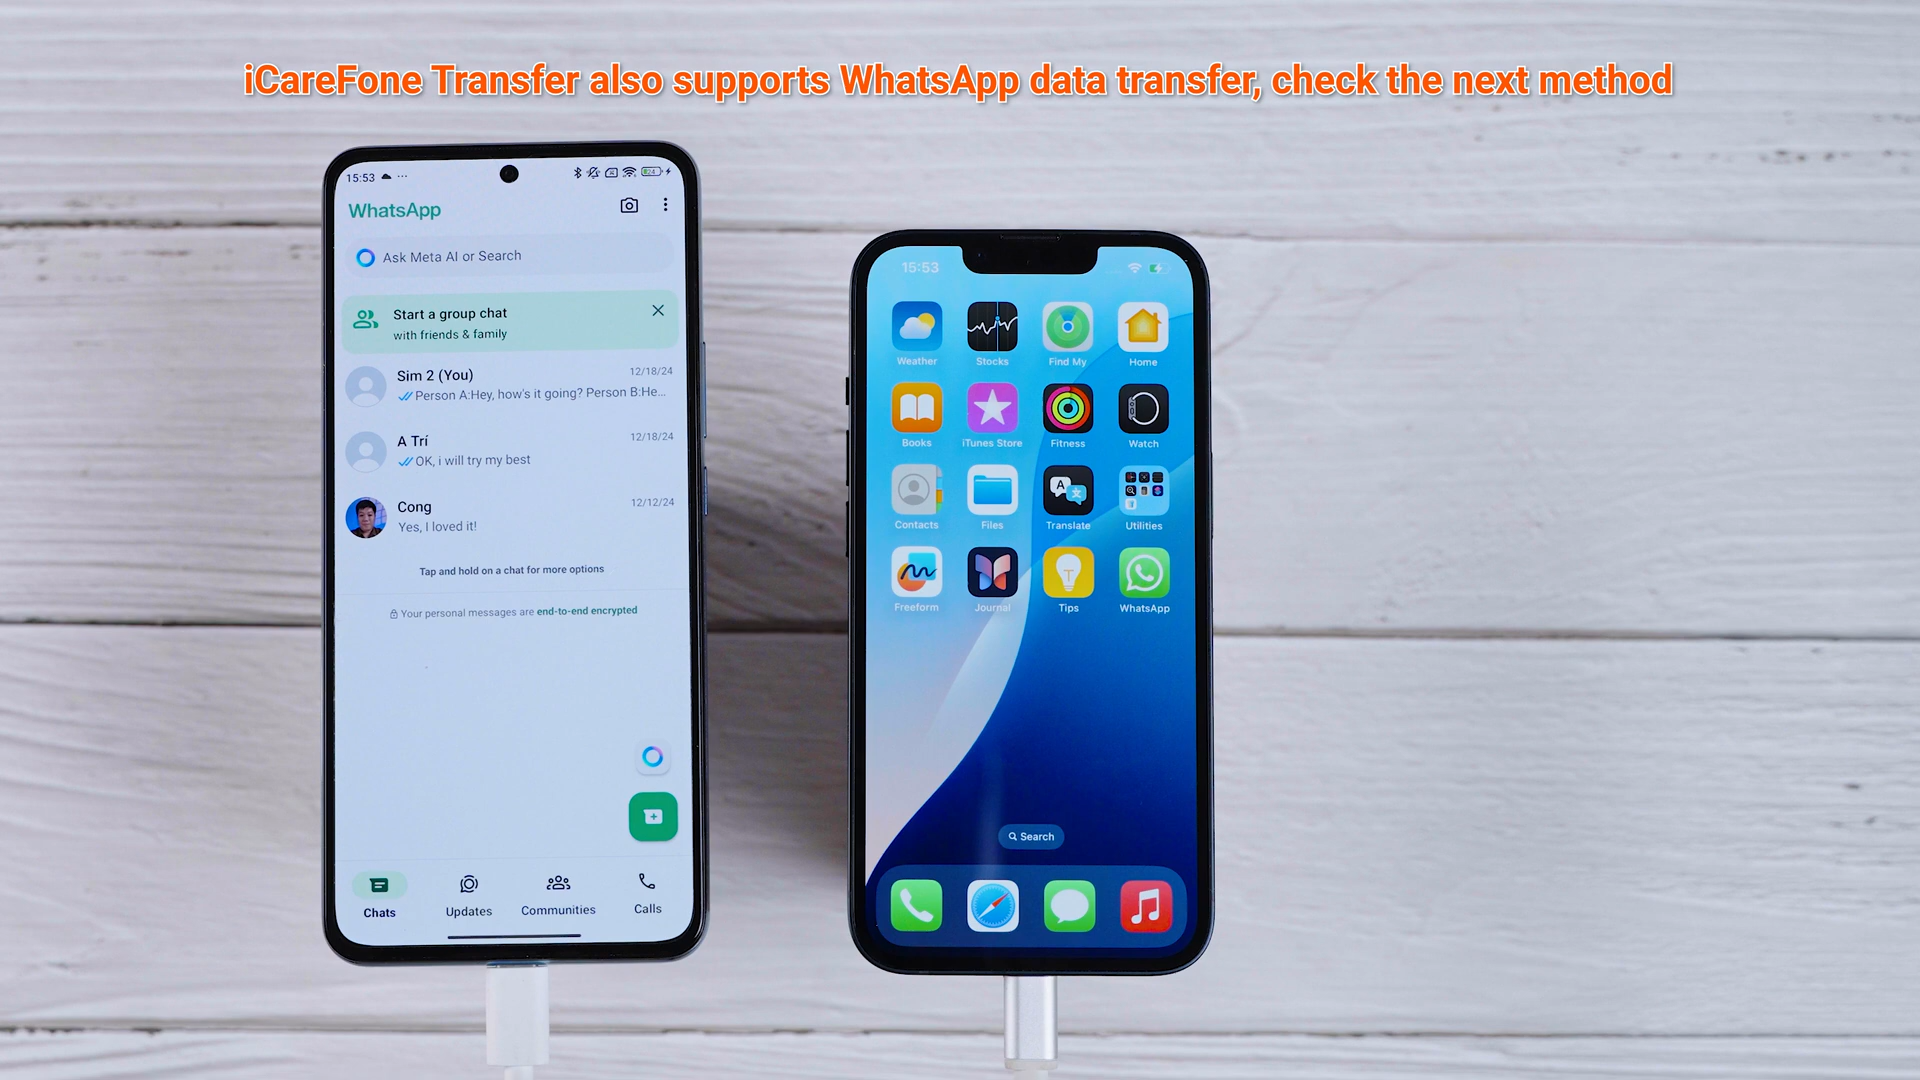 iCareFone Transfer also supports WhatsApp data transfer, check the next method
15:53
24
WhatsApp
Ask Meta AI or Search
Start a group chat
with friends & family
Sim 2 (You) 12/18/24
Person A:Hey, how's it going? Person B:He...
A Trí 12/18/24
OK, i will try my best
Cong 12/12/24
Yes, I loved it!
Tap and hold on a chat for more options
Your personal messages are end-to-end encrypted
Chats Updates Communities Calls
15:53
Weather Stocks Find My Home
Books iTunes Store Fitness Watch
Contacts Files Translate Utilities
Freeform Journal Tips WhatsApp
Search